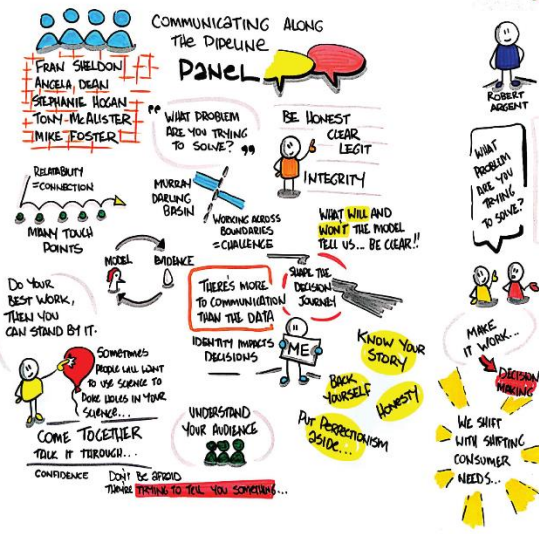 COMMUNICATING ALONG
THE PIPELINE
PANEL
FRAN SHELDON
ANGELA DEAN
STEPHANIE HOGAN
TONY McALISTER
MIKE FOSTER
"WHAT PROBLEM
ARE YOU TRYING
TO SOLVE?"
BE HONEST
CLEAR
LEGIT
INTEGRITY
RELATABILITY
=CONNECTION
MANY TOUCH
POINTS
MURRAY
DARLING
BASIN
WORKING ACROSS
BOUNDARIES
=CHALLENGE
WHAT WILL AND
WON'T THE MODEL
TELL US... BE CLEAR!!
MODEL
EVIDENCE
THERE'S MORE
TO COMMUNICATION
THAN THE DATA
SHAPE THE
DECISION
JOURNEY
DO YOUR
BEST WORK,
THEN YOU
CAN STAND BY IT.
IDENTITY IMPACTS
DECISIONS
ME
KNOW YOUR
STORY
BACK
YOURSELF
HONESTY
PUT PERFECTIONISM
ASIDE...
SOMETIMES
PEOPLE WILL WANT
TO USE SCIENCE TO
POKE HOLES IN YOUR
SCIENCE...
COME TOGETHER
TALK IT THROUGH...
CONFIDENCE
UNDERSTAND
YOUR AUDIENCE
DON'T BE AFRAID
THEY'RE TRYING TO TELL YOU SOMETHING...
ROBERT
ARGENT
WHAT
PROBLEM
ARE YOU
TRYING
TO SOLVE?
MAKE
IT WORK...
DECISION
MAKING
WE SHIFT
WITH SHIFTING
CONSUMER
NEEDS...